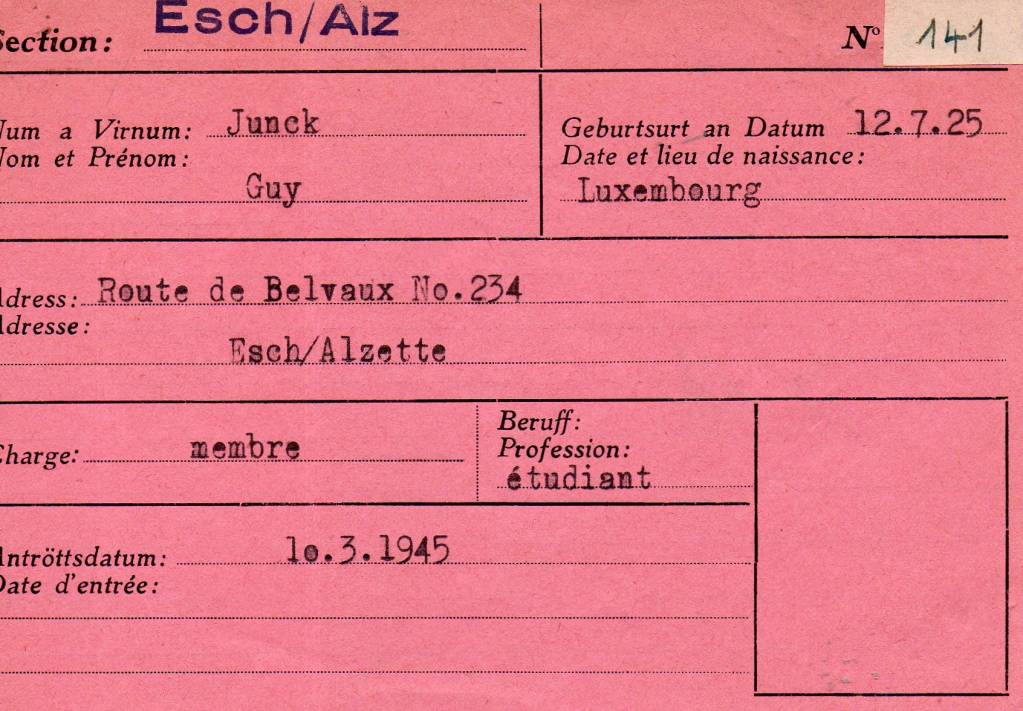 Section: Esch/Alz Nº 141
Num a Virnum: Junck
Nom et Prénom:
Guy
Geburtsurt an Datum 12.7.25
Date et lieu de naissance:
Luxembourg
Adress: Route de Belvaux No.234
Adresse:
Esch/Alzette
Charge: membre
Beruff:
Profession:
étudiant
Antröttsdatum: 1o.3.1945
Date d'entrée: